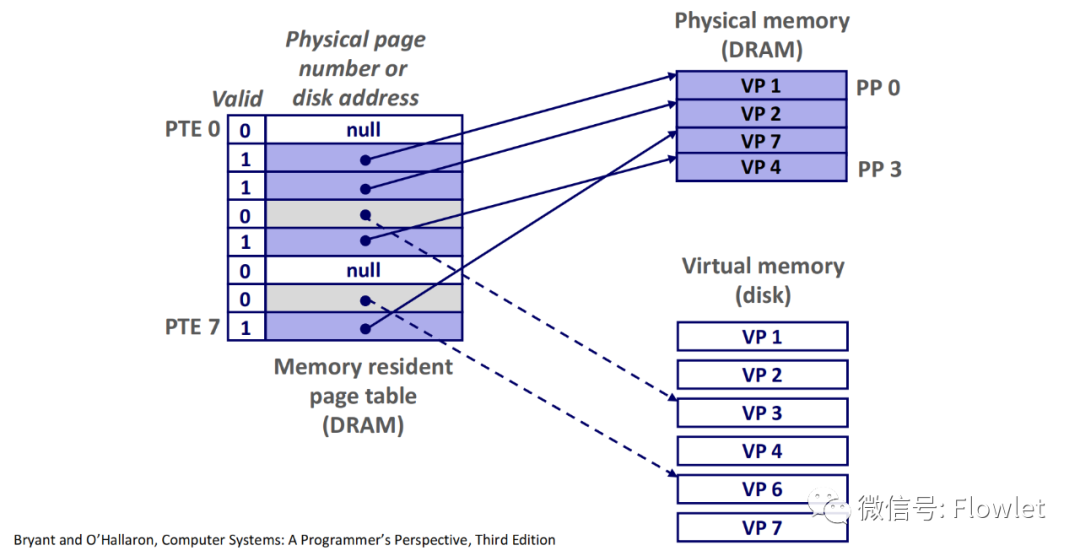 Physical page
number or
disk address
Valid
PTE 0
0
null
1
1
0
1
0
null
0
PTE 7
1
Memory resident
page table
(DRAM)
Physical memory
(DRAM)
VP 1
PP 0
VP 2
VP 7
VP 4
PP 3
Virtual memory
(disk)
VP 1
VP 2
VP 3
VP 4
VP 6
VP 7
微信号: Flowlet
Bryant and O’Hallaron, Computer Systems: A Programmer’s Perspective, Third Edition